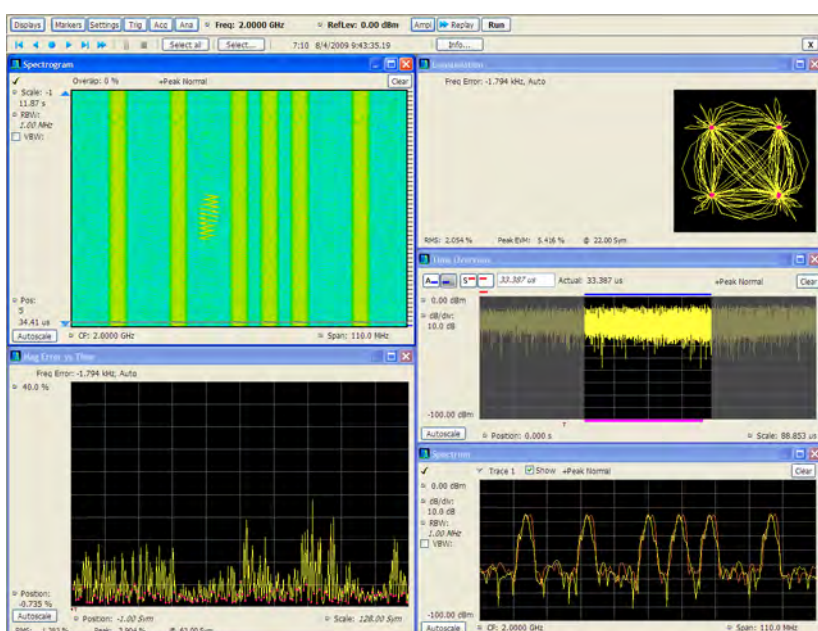 Displays Markers Settings Trig Acq Ana Freq: 2.0000 GHz RefLev: 0.00 dBm Ampl Replay Run
Select all Select... 7:10 8/4/2009 9:43:35.19 Info... X
Spectrogram
Overlap: 0 % +Peak Normal Clear
Scale: -1
11.87 s
RBW:
1.00 MHz
VBW:
Pos:
5
34.41 us
Autoscale CF: 2.0000 GHz Span: 110.0 MHz
Constellation
Freq Error: -1.794 kHz, Auto
RMS: 2.054 % Peak EVM: 5.416 % @ 22.00 Sym
Time Overview
33.387 us Actual: 33.387 us +Peak Normal Clear
0.00 dBm
dB/div:
10.0 dB
-100.00 dBm
Autoscale Position: 0.000 s Scale: 88.853 us
Mag Error vs Time
Freq Error: -1.794 kHz, Auto
40.0 %
Position:
-0.735 %
Autoscale Position: -1.00 Sym Scale: 128.00 Sym
Spectrum
Trace 1 Show +Peak Normal Clear
0.00 dBm
dB/div:
10.0 dB
RBW:
1.00 MHz
VBW:
-100.00 dBm
Autoscale CF: 2.0000 GHz Span: 110.0 MHz